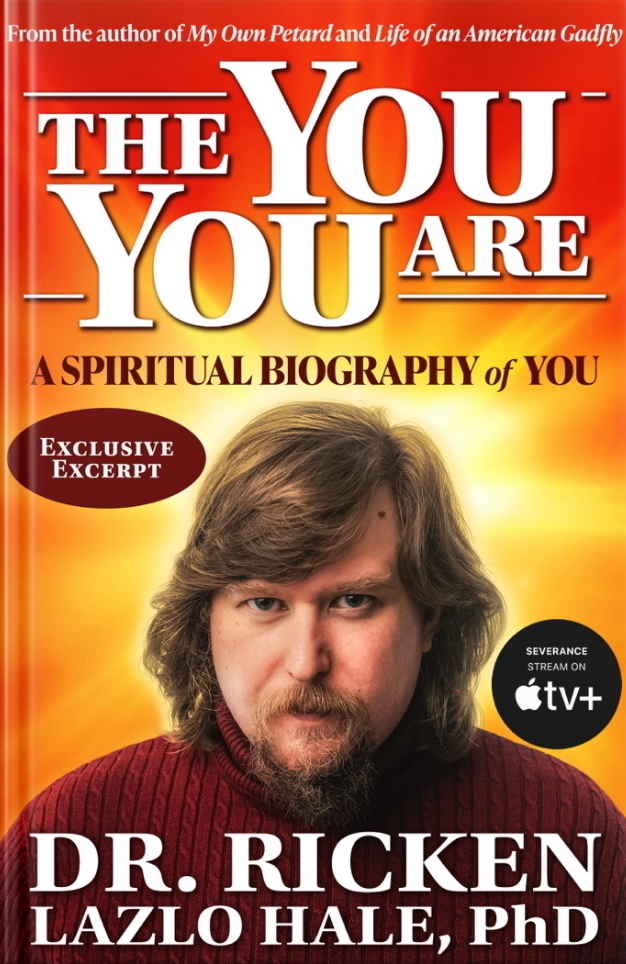 From the author of My Own Petard and Life of an American Gadfly
THE YOU
YOU ARE
A SPIRITUAL BIOGRAPHY of YOU
EXCLUSIVE
EXCERPT
SEVERANCE
STREAM ON
tv+
DR. RICKEN
LAZLO HALE, PhD